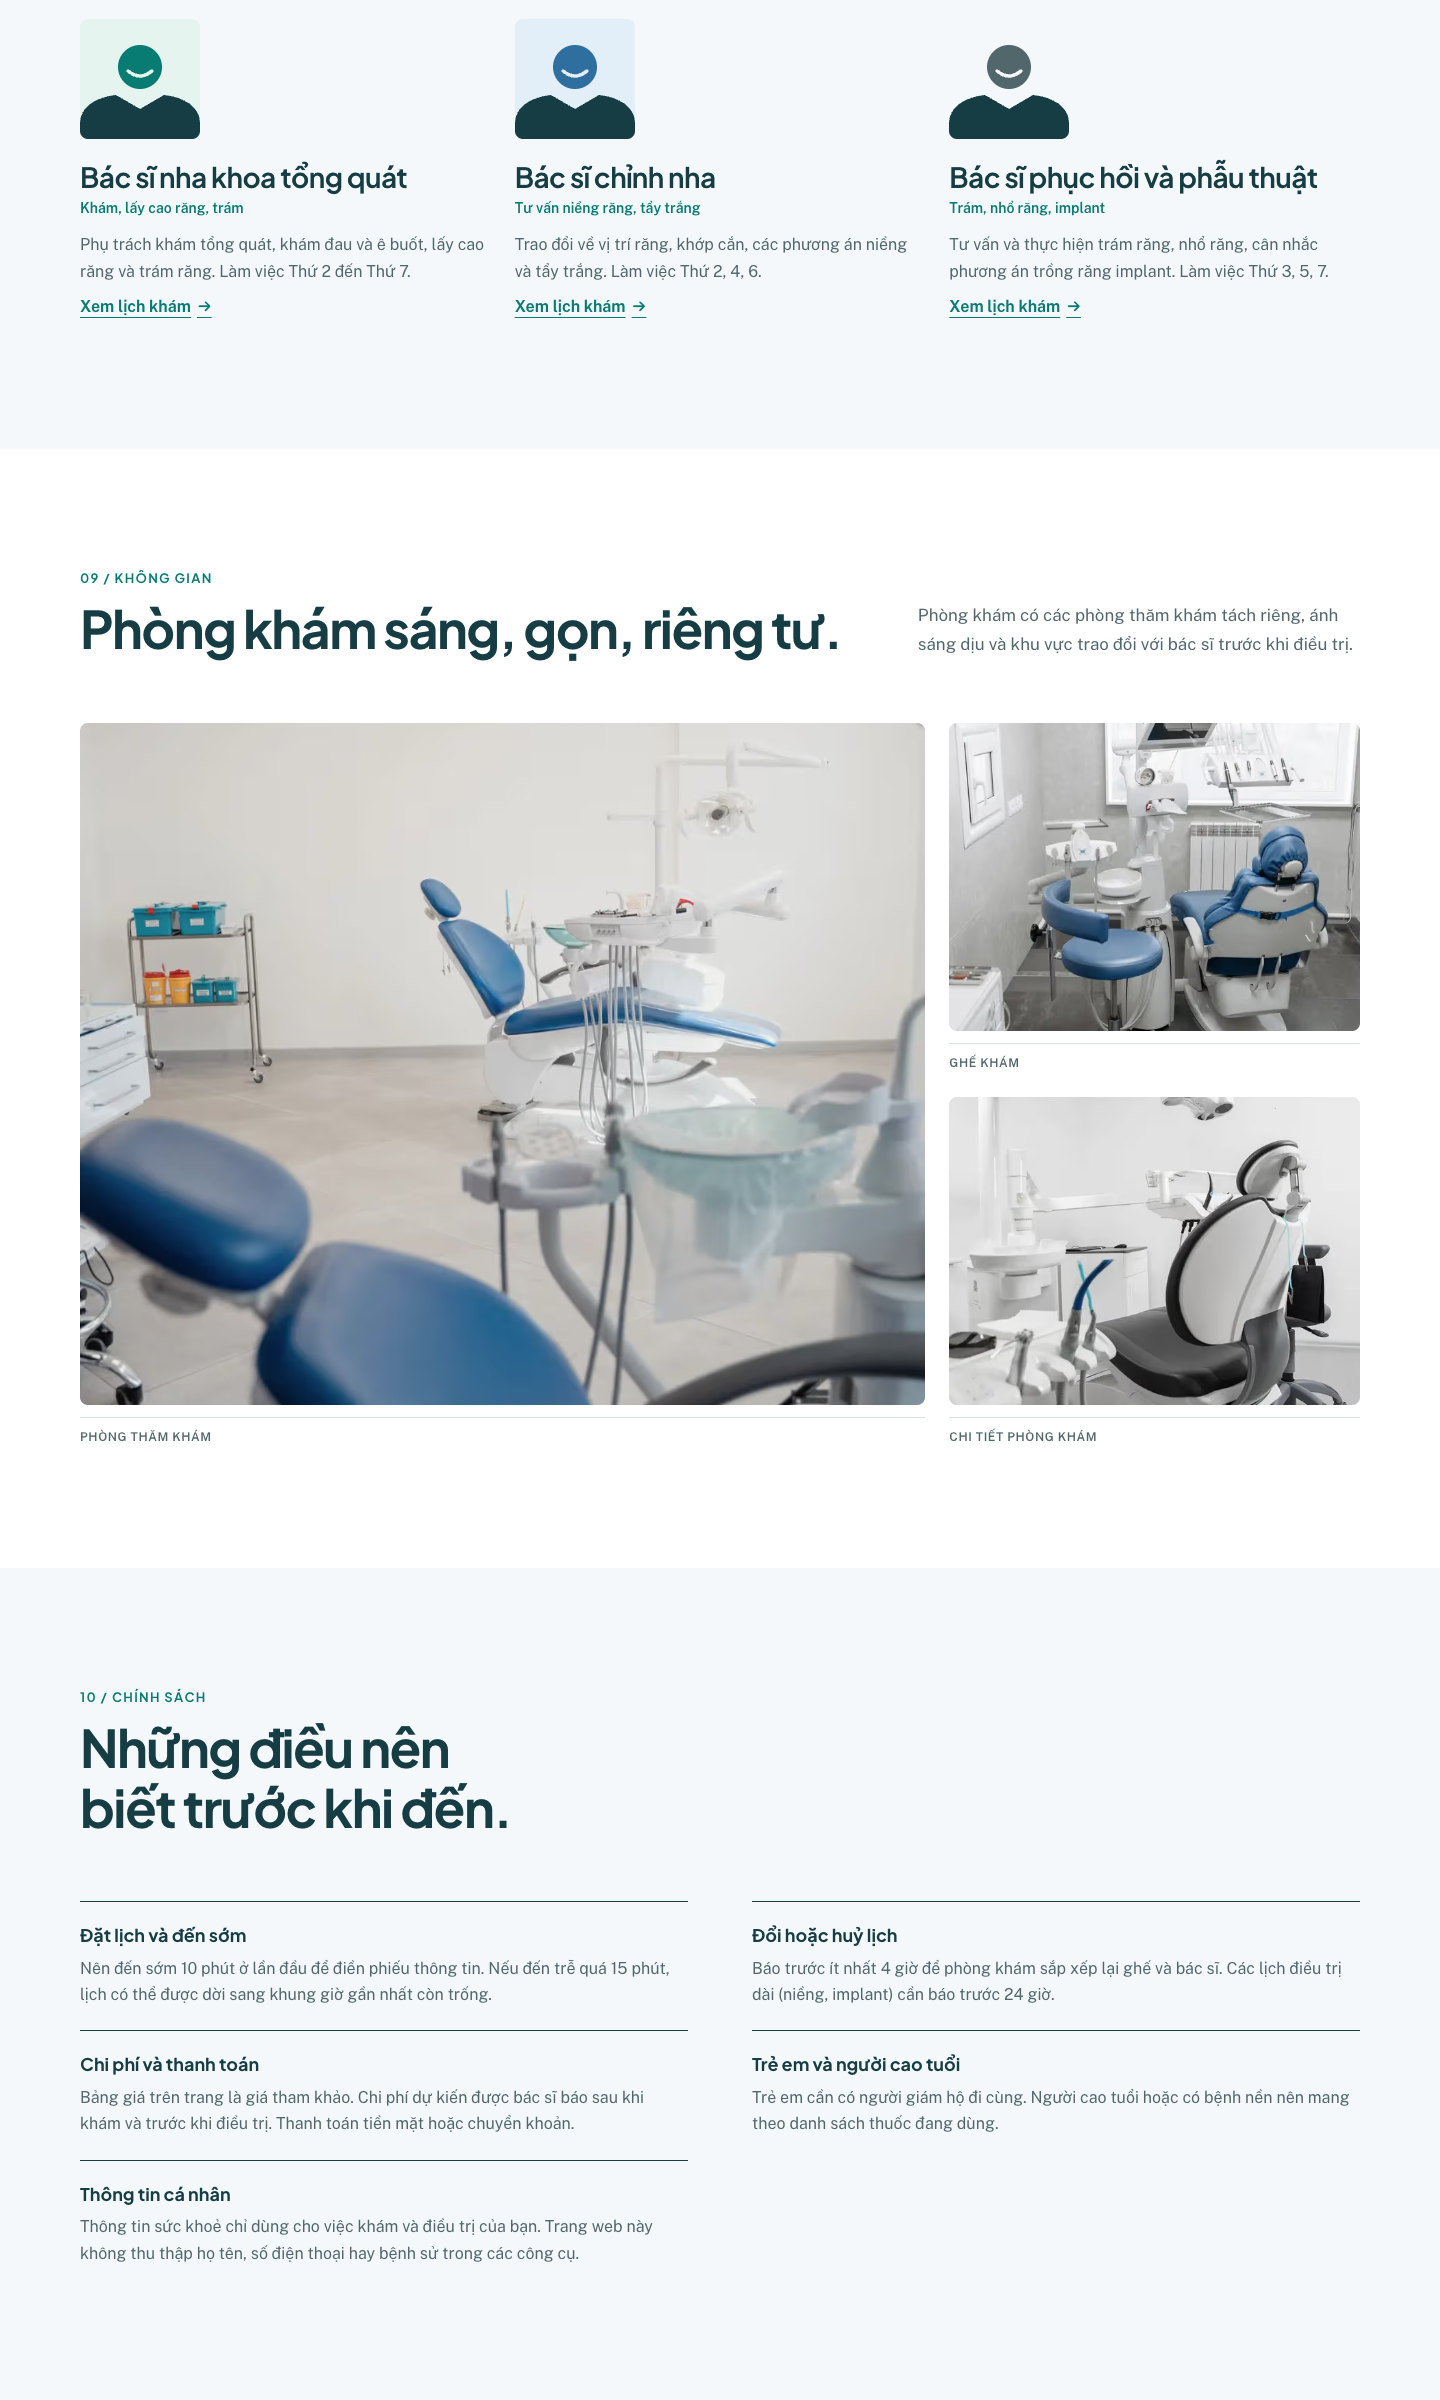 Bác sĩ nha khoa tổng quát
Khám, lấy cao răng, trám
Phụ trách khám tổng quát, khám đau và ê buốt, lấy cao
răng và trám răng. Làm việc Thứ 2 đến Thứ 7.
Xem lịch khám →
Bác sĩ chỉnh nha
Tư vấn niềng răng, tẩy trắng
Trao đổi về vị trí răng, khớp cắn, các phương án niềng
và tẩy trắng. Làm việc Thứ 2, 4, 6.
Xem lịch khám →
Bác sĩ phục hồi và phẫu thuật
Trám, nhổ răng, implant
Tư vấn và thực hiện trám răng, nhổ răng, cân nhắc
phương án trồng răng implant. Làm việc Thứ 3, 5, 7.
Xem lịch khám →
09 / KHÔNG GIAN
Phòng khám sáng, gọn, riêng tư.
Phòng khám có các phòng thăm khám tách riêng, ánh
sáng dịu và khu vực trao đổi với bác sĩ trước khi điều trị.
GHẾ KHÁM
PHÒNG THĂM KHÁM
CHI TIẾT PHÒNG KHÁM
10 / CHÍNH SÁCH
Những điều nên
biết trước khi đến.
Đặt lịch và đến sớm
Nên đến sớm 10 phút ở lần đầu để điền phiếu thông tin. Nếu đến trễ quá 15 phút,
lịch có thể được dời sang khung giờ gần nhất còn trống.
Đổi hoặc huỷ lịch
Báo trước ít nhất 4 giờ để phòng khám sắp xếp lại ghế và bác sĩ. Các lịch điều trị
dài (niềng, implant) cần báo trước 24 giờ.
Chi phí và thanh toán
Bảng giá trên trang là giá tham khảo. Chi phí dự kiến được bác sĩ báo sau khi
khám và trước khi điều trị. Thanh toán tiền mặt hoặc chuyển khoản.
Trẻ em và người cao tuổi
Trẻ em cần có người giám hộ đi cùng. Người cao tuổi hoặc có bệnh nền nên mang
theo danh sách thuốc đang dùng.
Thông tin cá nhân
Thông tin sức khoẻ chỉ dùng cho việc khám và điều trị của bạn. Trang web này
không thu thập họ tên, số điện thoại hay bệnh sử trong các công cụ.